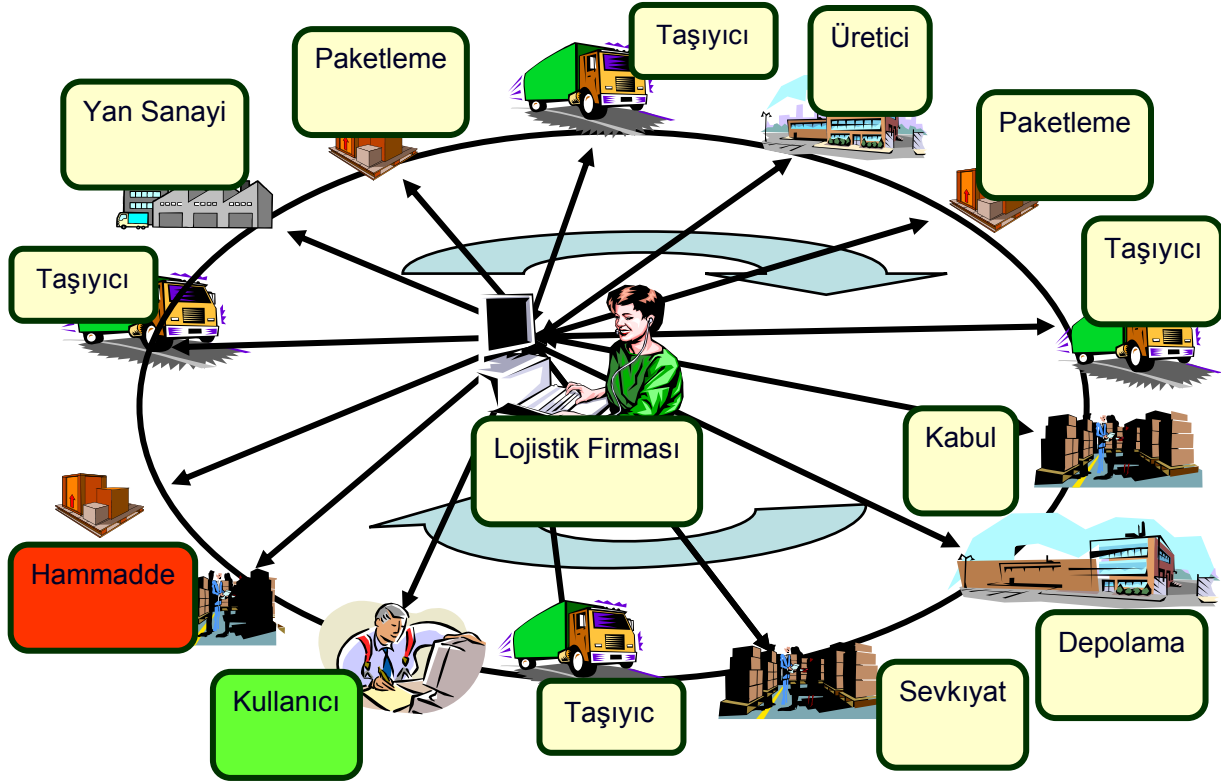 Taşıyıcı
Üretici
Paketleme
Yan Sanayi
Paketleme
Taşıyıcı
Taşıyıcı
Kabul
Lojistik Firması
Hammadde
Depolama
Kullanıcı
Taşıyıc
Sevkıyat